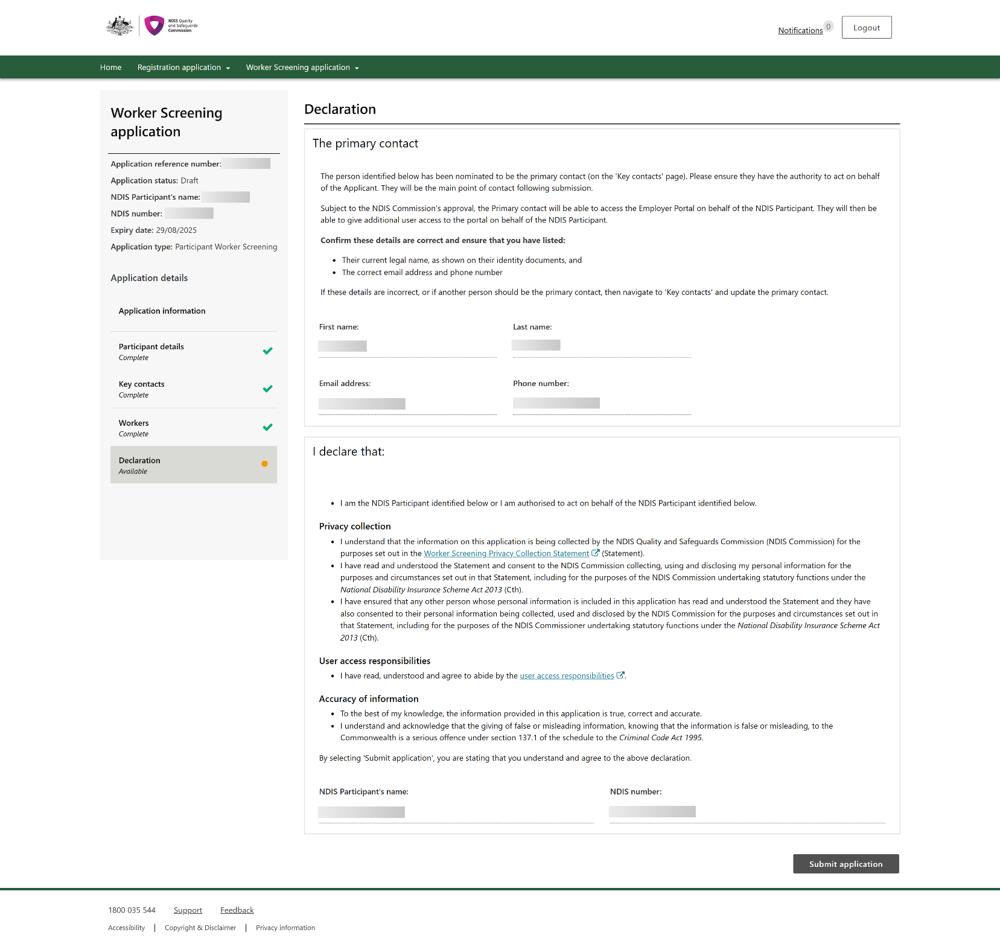 NDIS Quality
and Safeguards
Commission
Notifications 0
Logout
Home
Registration application
Worker Screening application
Worker Screening
application
Application reference number:
Application status: Draft
NDIS Participant's name:
NDIS number:
Expiry date: 29/08/2025
Application type: Participant Worker Screening
Application details
Application information
Participant details
Complete
Key contacts
Complete
Workers
Complete
Declaration
Available
Declaration
The primary contact
The person identified below has been nominated to be the primary contact (on the 'Key contacts' page). Please ensure they have the authority to act on behalf
of the Applicant. They will be the main point of contact following submission.
Subject to the NDIS Commission's approval, the Primary contact will be able to access the Employer Portal on behalf of the NDIS Participant. They will then be
able to give additional user access to the portal on behalf of the NDIS Participant.
Confirm these details are correct and ensure that you have listed:
• Their current legal name, as shown on their identity documents, and
• The correct email address and phone number
If these details are incorrect, or if another person should be the primary contact, then navigate to 'Key contacts' and update the primary contact.
First name:
Last name:
Email address:
Phone number:
I declare that:
• I am the NDIS Participant identified below or I am authorised to act on behalf of the NDIS Participant identified below.
Privacy collection
• I understand that the information on this application is being collected by the NDIS Quality and Safeguards Commission (NDIS Commission) for the
purposes set out in the Worker Screening Privacy Collection Statement (Statement).
• I have read and understood the Statement and consent to the NDIS Commission collecting, using and disclosing my personal information for the
purposes and circumstances set out in that Statement, including for the purposes of the NDIS Commission undertaking statutory functions under the
National Disability Insurance Scheme Act 2013 (Cth).
• I have ensured that any other person whose personal information is included in this application has read and understood the Statement and they have
also consented to their personal information being collected, used and disclosed by the NDIS Commission for the purposes and circumstances set out in
that Statement, including for the purposes of the NDIS Commissioner undertaking statutory functions under the National Disability Insurance Scheme Act
2013 (Cth).
User access responsibilities
• I have read, understood and agree to abide by the user access responsibilities.
Accuracy of information
• To the best of my knowledge, the information provided in this application is true, correct and accurate.
• I understand and acknowledge that the giving of false or misleading information, knowing that the information is false or misleading, to the
Commonwealth is a serious offence under section 137.1 of the schedule to the Criminal Code Act 1995.
By selecting 'Submit application', you are stating that you understand and agree to the above declaration.
NDIS Participant's name:
NDIS number:
Submit application
1800 035 544
Support
Feedback
Accessibility
Copyright & Disclaimer
Privacy information